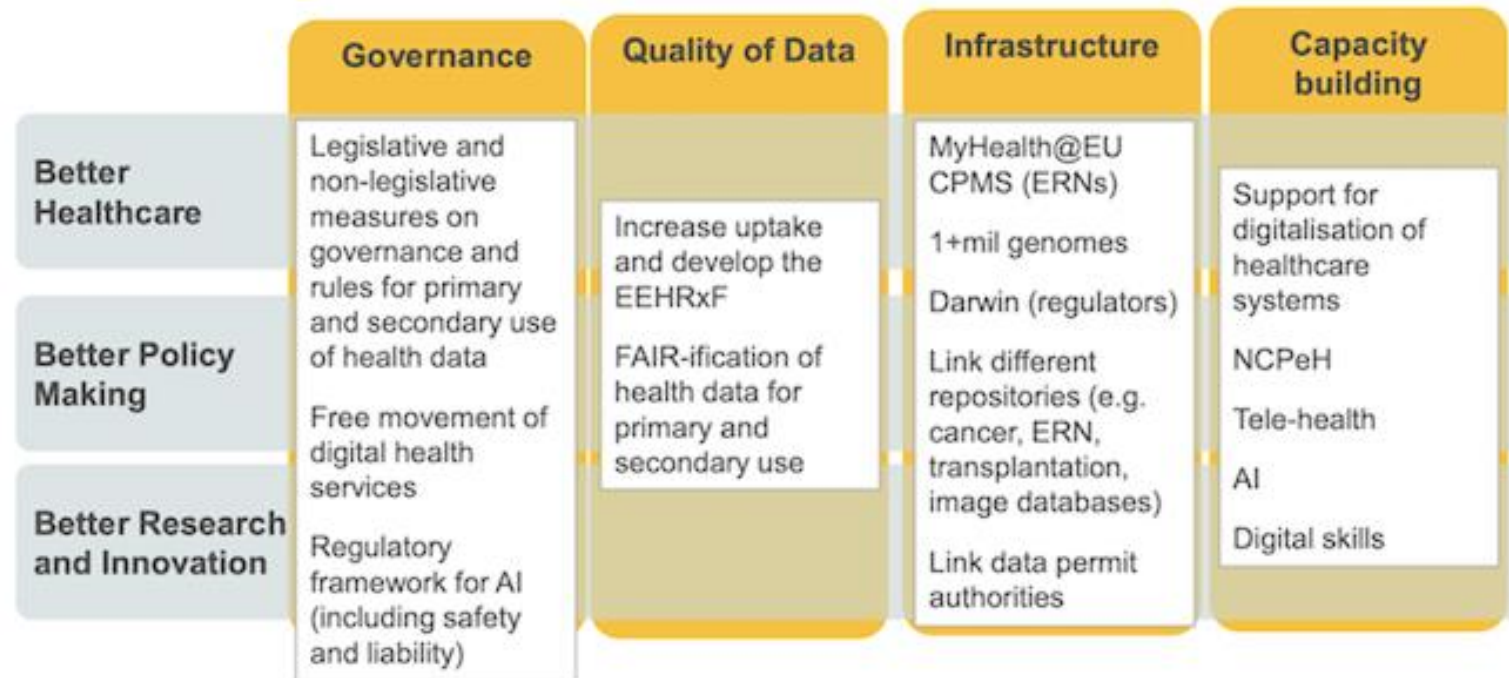 Governance
Quality of Data
Infrastructure
Capacity
building
Better
Healthcare
Better Policy
Making
Better Research
and Innovation
Legislative and
non-legislative
measures on
governance and
rules for primary
and secondary use
of health data
Free movement of
digital health
services
Regulatory
framework for AI
(including safety
and liability)
Increase uptake
and develop the
EEHRxF
FAIR-ification of
health data for
primary and
secondary use
MyHealth@EU
CPMS (ERNs)
1+mil genomes
Darwin (regulators)
Link different
repositories (e.g.
cancer, ERN,
transplantation,
image databases)
Link data permit
authorities
Support for
digitalisation of
healthcare
systems
NCPeH
Tele-health
AI
Digital skills